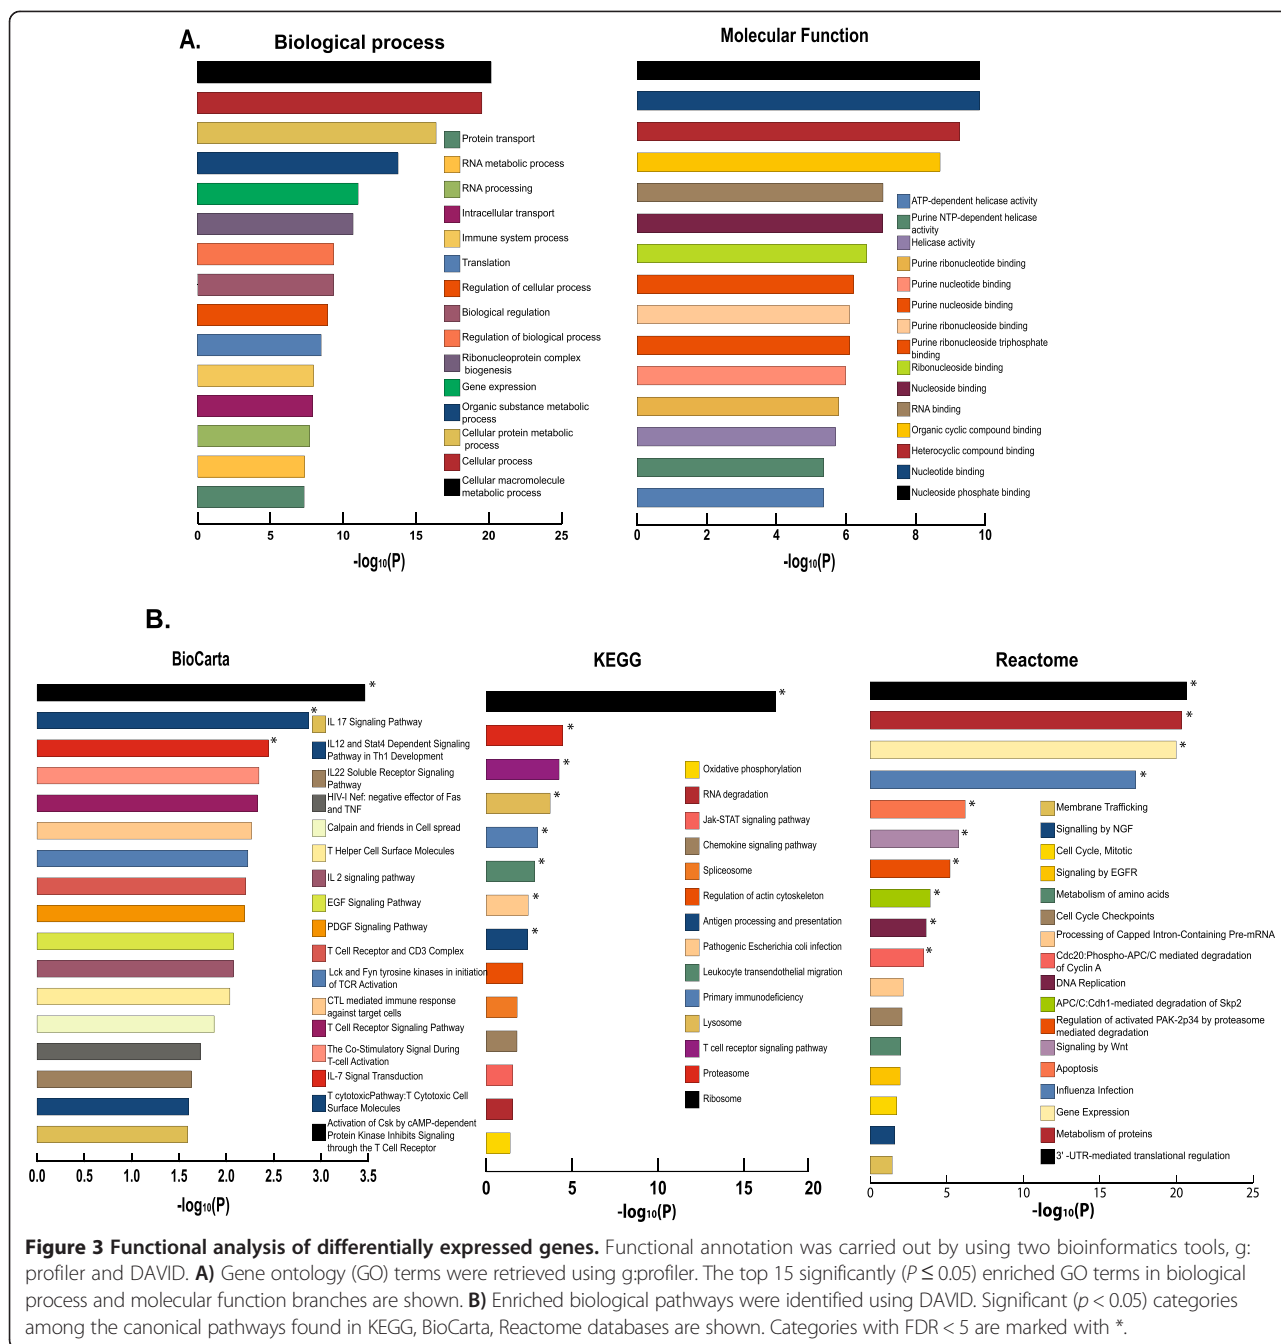 A.
Biological process
Protein transport
RNA metabolic process
RNA processing
Intracellular transport
Immune system process
Translation
Regulation of cellular process
Biological regulation
Regulation of biological process
Ribonucleoprotein complex
biogenesis
Gene expression
Organic substance metabolic
process
Cellular protein metabolic
process
Cellular process
Cellular macromolecule
metabolic process
0 5 10 15 20 25
-log₁₀(P)
Molecular Function
ATP-dependent helicase activity
Purine NTP-dependent helicase
activity
Helicase activity
Purine ribonucleotide binding
Purine nucleotide binding
Purine nucleoside binding
Purine ribonucleoside binding
Purine ribonucleoside triphosphate
binding
Ribonucleoside binding
Nucleoside binding
RNA binding
Organic cyclic compound binding
Heterocyclic compound binding
Nucleotide binding
Nucleoside phosphate binding
0 2 4 6 8 10
-log₁₀(P)
B.
BioCarta
* * *
IL 17 Signaling Pathway
IL12 and Stat4 Dependent Signaling
Pathway in Th1 Development
IL22 Soluble Receptor Signaling
Pathway
HIV-I Nef: negative effector of Fas
and TNF
Calpain and friends in Cell spread
T Helper Cell Surface Molecules
IL 2 signaling pathway
EGF Signaling Pathway
PDGF Signaling Pathway
T Cell Receptor and CD3 Complex
Lck and Fyn tyrosine kinases in initiation
of TCR Activation
CTL mediated immune response
against target cells
T Cell Receptor Signaling Pathway
The Co-Stimulatory Signal During
T-cell Activation
IL-7 Signal Transduction
T cytotoxicPathway:T Cytotoxic Cell
Surface Molecules
Activation of Csk by cAMP-dependent
Protein Kinase Inhibits Signaling
through the T Cell Receptor
0.0 0.5 1.0 1.5 2.0 2.5 3.0 3.5
-log₁₀(P)
KEGG
* * * * * * * *
Oxidative phosphorylation
RNA degradation
Jak-STAT signaling pathway
Chemokine signaling pathway
Spliceosome
Regulation of actin cytoskeleton
Antigen processing and presentation
Pathogenic Escherichia coli infection
Leukocyte transendothelial migration
Primary immunodeficiency
Lysosome
T cell receptor signaling pathway
Proteasome
Ribosome
0 5 10 15 20
-log₁₀(P)
Reactome
* * * * * * * * * *
Membrane Trafficking
Signalling by NGF
Cell Cycle, Mitotic
Signaling by EGFR
Metabolism of amino acids
Cell Cycle Checkpoints
Processing of Capped Intron-Containing Pre-mRNA
Cdc20:Phospho-APC/C mediated degradation
of Cyclin A
DNA Replication
APC/C:Cdh1-mediated degradation of Skp2
Regulation of activated PAK-2p34 by proteasome
mediated degradation
Signaling by Wnt
Apoptosis
Influenza Infection
Gene Expression
Metabolism of proteins
3' -UTR-mediated translational regulation
0 5 10 15 20 25
-log₁₀(P)
Figure 3 Functional analysis of differentially expressed genes. Functional annotation was carried out by using two bioinformatics tools, g:
profiler and DAVID. A) Gene ontology (GO) terms were retrieved using g:profiler. The top 15 significantly (P ≤ 0.05) enriched GO terms in biological
process and molecular function branches are shown. B) Enriched biological pathways were identified using DAVID. Significant (p < 0.05) categories
among the canonical pathways found in KEGG, BioCarta, Reactome databases are shown. Categories with FDR < 5 are marked with *.